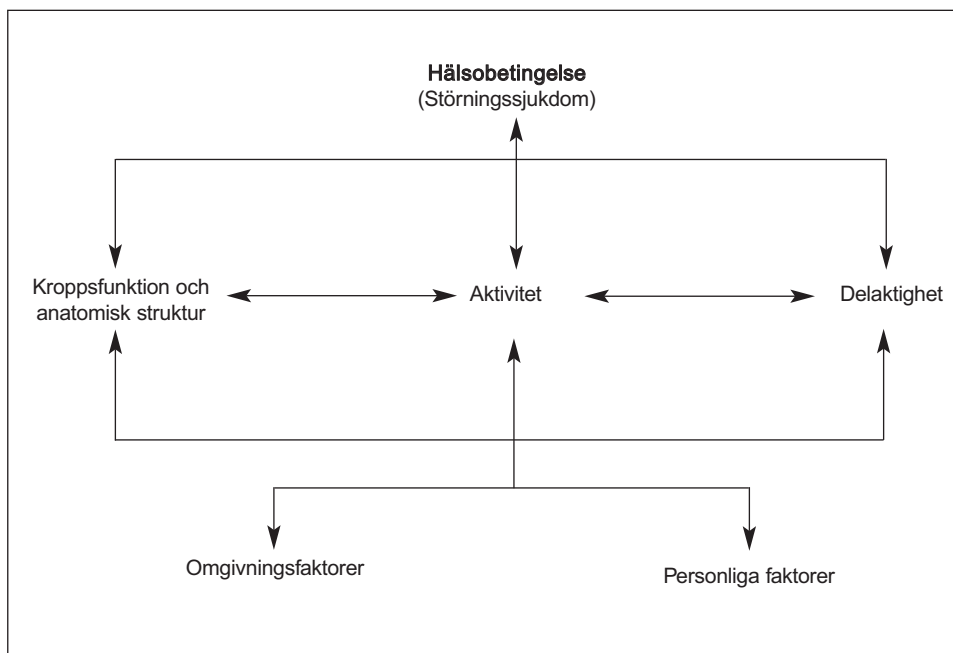 Hälsobetingelse
(Störningssjukdom)
Kroppsfunktion och
anatomisk struktur
Aktivitet
Delaktighet
Omgivningsfaktorer
Personliga faktorer